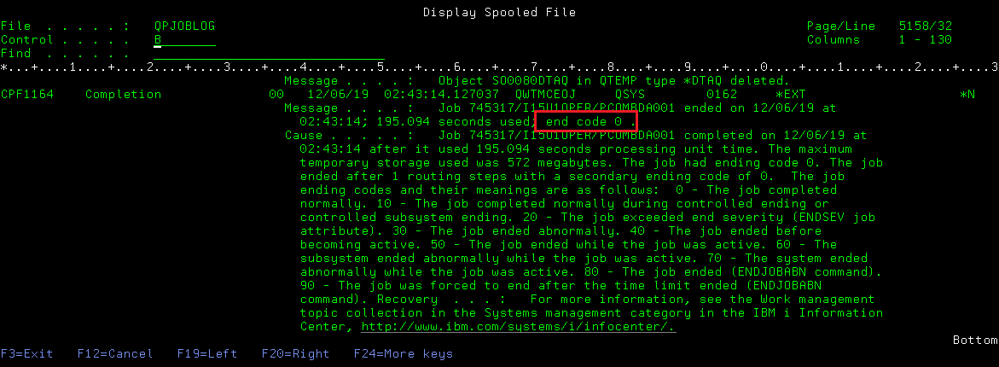 Display Spooled File
File . . . . . : QPJOBLOG Page/Line 5158/32
Control . . . . . B Columns 1 - 130
Find . . . . . .
*...+....1....+....2....+....3....+....4....+....5....+....6....+....7....+....8....+....9....+....0....+....1....+....2....+....3
Message . . . . : Object SO0080DTAQ in QTEMP type *DTAQ deleted.
CPF1164 Completion 00 12/06/19 02:43:14.127037 QWTMCEOJ QSYS 0162 *EXT *N
Message . . . . : Job 745317/I15U1OPER/PCOMBDA001 ended on 12/06/19 at
02:43:14; 195.094 seconds used; end code 0 .
Cause . . . . . : Job 745317/I15U1OPER/PCOMBDA001 completed on 12/06/19 at
02:43:14 after it used 195.094 seconds processing unit time. The maximum
temporary storage used was 572 megabytes. The job had ending code 0. The job
ended after 1 routing steps with a secondary ending code of 0. The job
ending codes and their meanings are as follows: 0 - The job completed
normally. 10 - The job completed normally during controlled ending or
controlled subsystem ending. 20 - The job exceeded end severity (ENDSEV job
attribute). 30 - The job ended abnormally. 40 - The job ended before
becoming active. 50 - The job ended while the job was active. 60 - The
subsystem ended abnormally while the job was active. 70 - The system ended
abnormally while the job was active. 80 - The job ended (ENDJOBABN command).
90 - The job was forced to end after the time limit ended (ENDJOBABN
command). Recovery . . . : For more information, see the Work management
topic collection in the Systems management category in the IBM i Information
Center, http://www.ibm.com/systems/i/infocenter/.
Bottom
F3=Exit F12=Cancel F19=Left F20=Right F24=More keys